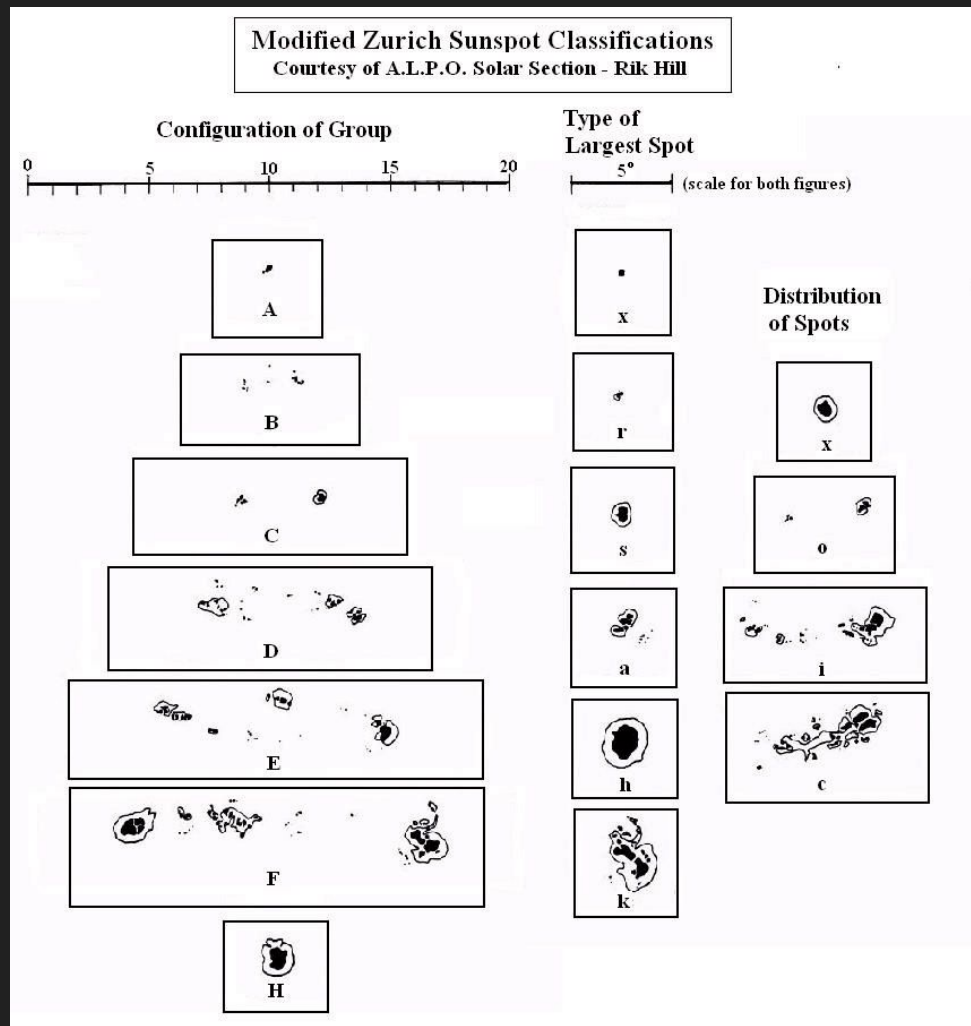 Modified Zurich Sunspot Classifications
Courtesy of A.L.P.O. Solar Section - Rik Hill
Configuration of Group
0 5 10 15 20
A
B
C
D
E
F
H
Type of
Largest Spot
5°
(scale for both figures)
x
r
s
a
h
k
Distribution
of Spots
x
o
i
c